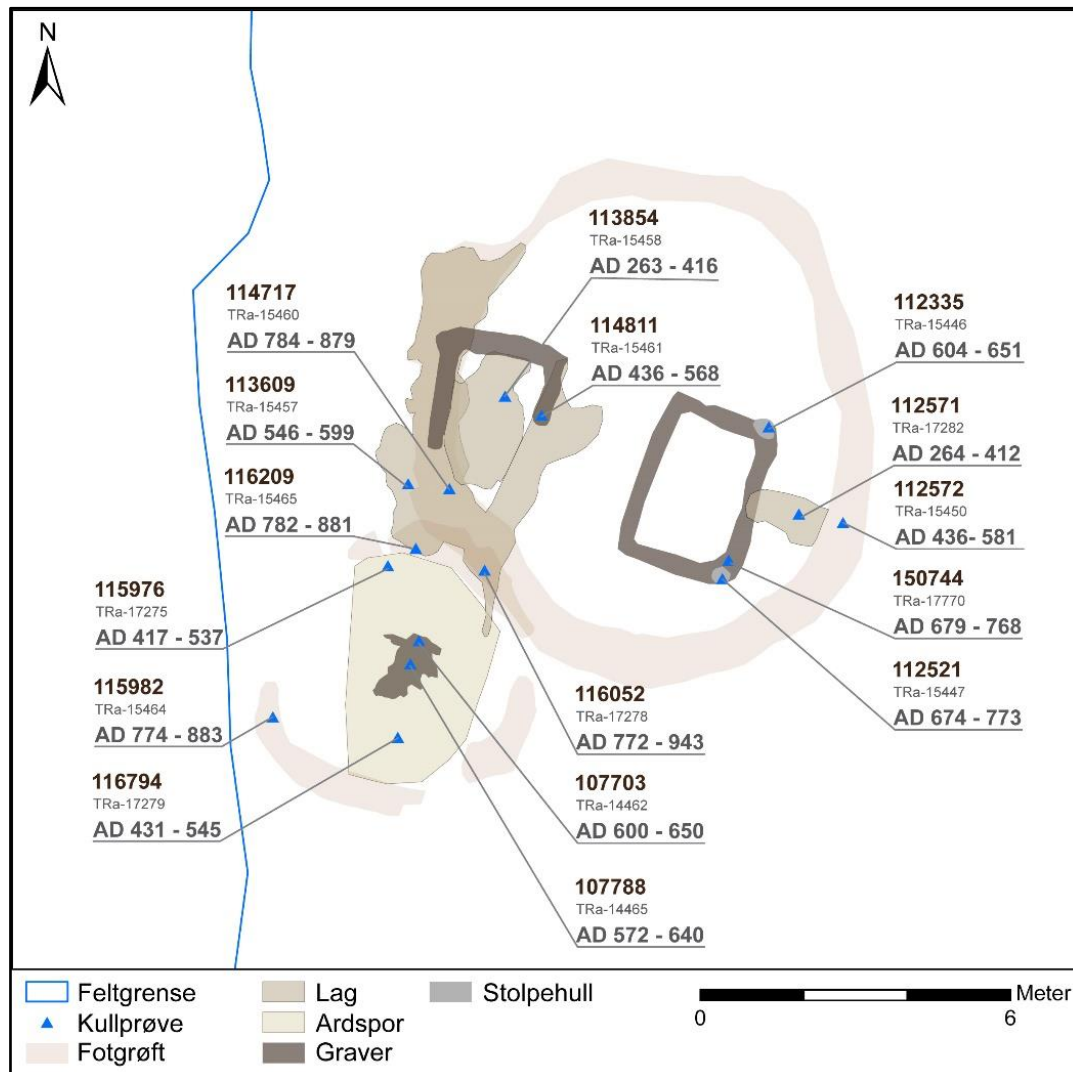 N
113854
TRa-15458
AD 263 - 416
114717
TRa-15460
AD 784 - 879
114811
TRa-15461
AD 436 - 568
112335
TRa-15446
AD 604 - 651
113609
TRa-15457
AD 546 - 599
112571
TRa-17282
AD 264 - 412
116209
TRa-15465
AD 782 - 881
112572
TRa-15450
AD 436- 581
115976
TRa-17275
AD 417 - 537
150744
TRa-17770
AD 679 - 768
115982
TRa-15464
AD 774 - 883
116052
TRa-17278
AD 772 - 943
112521
TRa-15447
AD 674 - 773
116794
TRa-17279
AD 431 - 545
107703
TRa-14462
AD 600 - 650
107788
TRa-14465
AD 572 - 640
Feltgrense
Lag
Stolpehull
Meter
Kullprøve
Ardspor
0
6
Fotgrøft
Graver